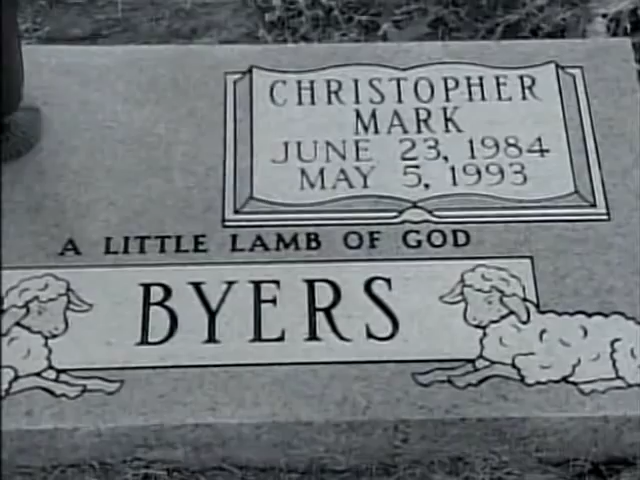 CHRISTOPHER
MARK
JUNE 23, 1984
MAY 5, 1993
A LITTLE LAMB OF GOD
BYERS